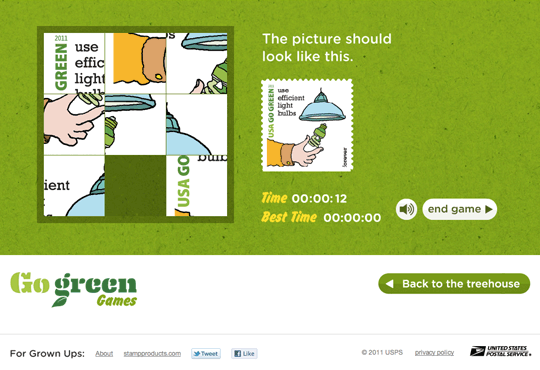 GREEN 2011
use
effic
light
bulbs
ient
USA GO
bulbs
The picture should
look like this.
USA GO GREEN 2011
use
efficient
light
bulbs
forever
Time 00:00:12
Best Time 00:00:00
end game
Go green
Games
Back to the treehouse
For Grown Ups: About stampproducts.com Tweet Like © 2011 USPS privacy policy UNITED STATES
POSTAL SERVICE®